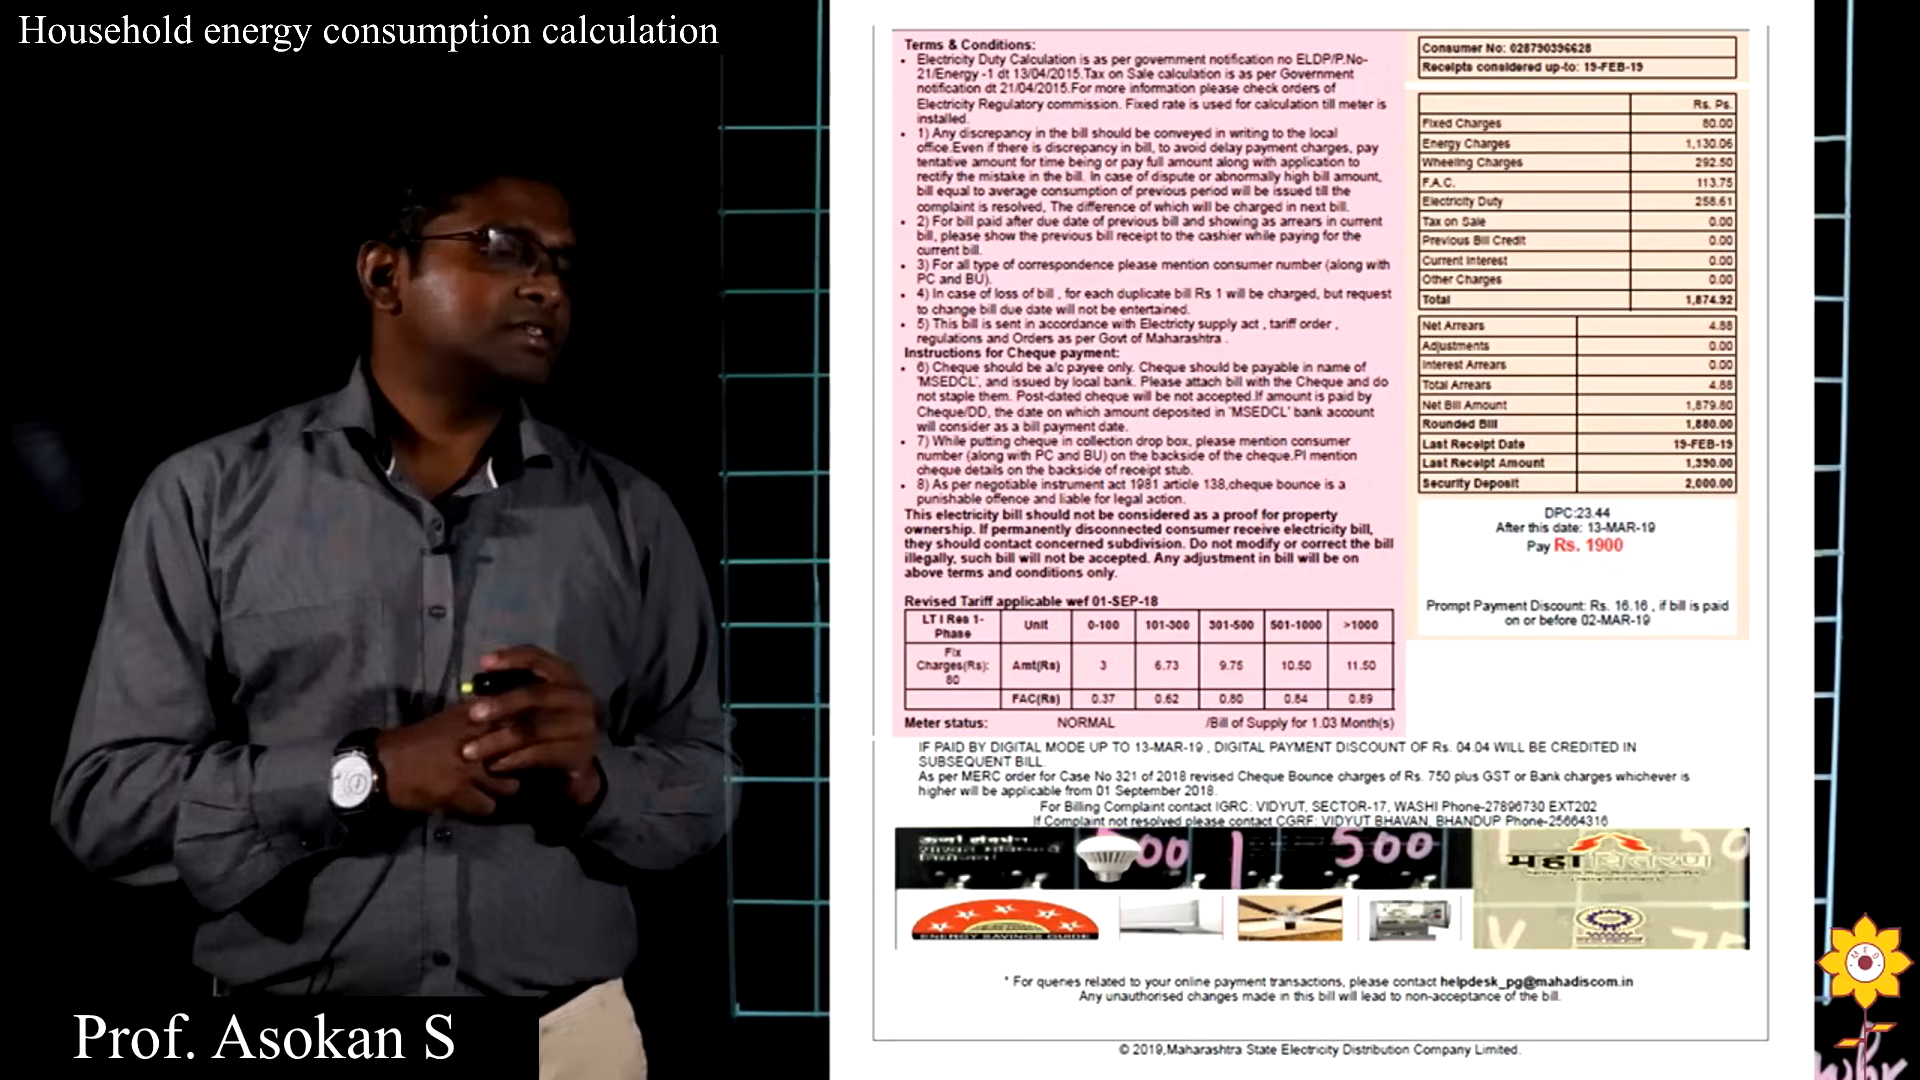 Household energy consumption calculation
Terms & Conditions:
• Electricity Duty Calculation is as per government notification no ELDP/P.No-
21/Energy -1 dt 13/04/2015.Tax on Sale calculation is as per Government
notification dt 21/04/2015.For more information please check orders of
Electricity Regulatory commission. Fixed rate is used for calculation till meter is
installed.
• 1) Any discrepancy in the bill should be conveyed in writing to the local
office.Even if there is discrepancy in bill, to avoid delay payment charges, pay
tentative amount for time being or pay full amount along with application to
rectify the mistake in the bill. In case of dispute or abnormally high bill amount,
bill equal to average consumption of previous period will be issued till the
complaint is resolved, The difference of which will be charged in next bill.
• 2) For bill paid after due date of previous bill and showing as arrears in current
bill, please show the previous bill receipt to the cashier while paying for the
current bill.
• 3) For all type of correspondence please mention consumer number (along with
PC and BU).
• 4) In case of loss of bill , for each duplicate bill Rs 1 will be charged, but request
to change bill due date will not be entertained.
• 5) This bill is sent in accordance with Electricty supply act , tariff order ,
regulations and Orders as per Govt of Maharashtra .
Instructions for Cheque payment:
• 6) Cheque should be a/c payee only. Cheque should be payable in name of
'MSEDCL', and issued by local bank. Please attach bill with the Cheque and do
not staple them. Post-dated cheque will be not accepted.If amount is paid by
Cheque/DD, the date on which amount deposited in 'MSEDCL' bank account
will consider as a bill payment date.
• 7) While putting cheque in collection drop box, please mention consumer
number (along with PC and BU) on the backside of the cheque.Pl mention
cheque details on the backside of receipt stub.
• 8) As per negotiable instrument act 1981 article 138,cheque bounce is a
punishable offence and liable for legal action.
This electricity bill should not be considered as a proof for property
ownership. If permanently disconnected consumer receive electricity bill,
they should contact concerned subdivision. Do not modify or correct the bill
illegally, such bill will not be accepted. Any adjustment in bill will be on
above terms and conditions only.
Revised Tariff applicable wef 01-SEP-18
LT I Res 1-Phase Unit 0-100 101-300 301-500 501-1000 >1000
Fix Charges(Rs): 80 Amt(Rs) 3 6.73 9.75 10.50 11.50
FAC(Rs) 0.37 0.62 0.80 0.84 0.89
Meter status: NORMAL /Bill of Supply for 1.03 Month(s)
Consumer No: 028790396628
Receipts considered up-to: 19-FEB-19
Rs. Ps.
Fixed Charges 80.00
Energy Charges 1,130.06
Wheeling Charges 292.50
F.A.C. 113.75
Electricity Duty 258.61
Tax on Sale 0.00
Previous Bill Credit 0.00
Current Interest 0.00
Other Charges 0.00
Total 1,874.92
Net Arrears 4.88
Adjustments 0.00
Interest Arrears 0.00
Total Arrears 4.88
Net Bill Amount 1,879.80
Rounded Bill 1,880.00
Last Receipt Date 19-FEB-19
Last Receipt Amount 1,390.00
Security Deposit 2,000.00
DPC:23.44
After this date: 13-MAR-19
Pay Rs. 1900
Prompt Payment Discount: Rs. 16.16 , if bill is paid
on or before 02-MAR-19
IF PAID BY DIGITAL MODE UP TO 13-MAR-19 , DIGITAL PAYMENT DISCOUNT OF Rs. 04.04 WILL BE CREDITED IN
SUBSEQUENT BILL.
As per MERC order for Case No 321 of 2018 revised Cheque Bounce charges of Rs. 750 plus GST or Bank charges whichever is
higher will be applicable from 01 September 2018.
For Billing Complaint contact IGRC: VIDYUT, SECTOR-17, WASHI Phone-27896730 EXT202
If Complaint not resolved please contact CGRF: VIDYUT BHAVAN, BHANDUP Phone-25664316
500
महावितरण
ENERGY SAVINGS GUIDE
* For queries related to your online payment transactions, please contact helpdesk_pg@mahadiscom.in
Any unauthorised changes made in this bill will lead to non-acceptance of the bill.
© 2019,Maharashtra State Electricity Distribution Company Limited.
Prof. Asokan S